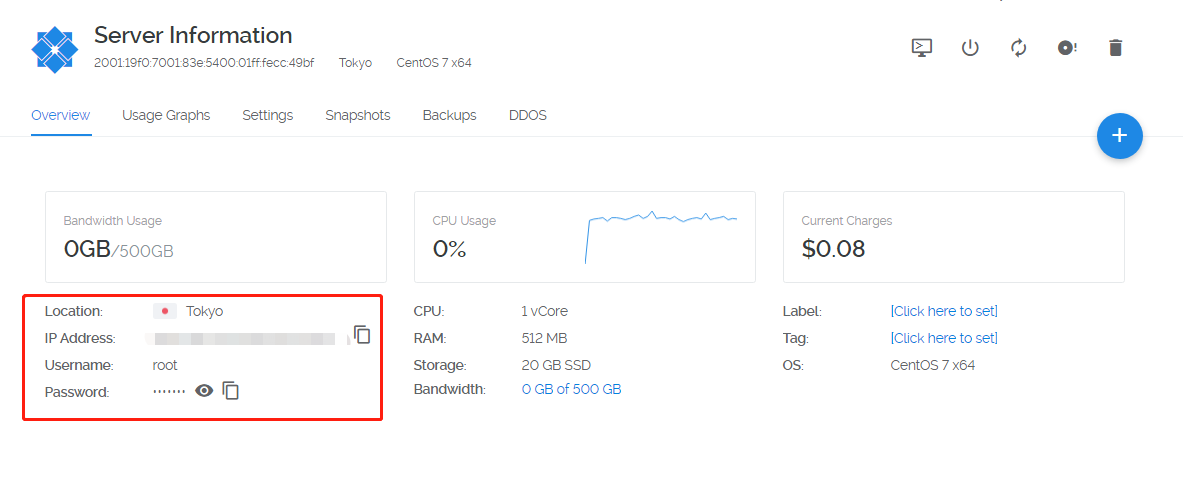 Server Information
2001:19f0:7001:83e:5400:01ff:fecc:49bf Tokyo CentOS 7 x64
Overview Usage Graphs Settings Snapshots Backups DDOS
+
Bandwidth Usage
0GB/500GB
CPU Usage
0%
Current Charges
$0.08
Location: Tokyo
IP Address:
Username: root
Password: ·······
CPU: 1 vCore
RAM: 512 MB
Storage: 20 GB SSD
Bandwidth: 0 GB of 500 GB
Label: [Click here to set]
Tag: [Click here to set]
OS: CentOS 7 x64